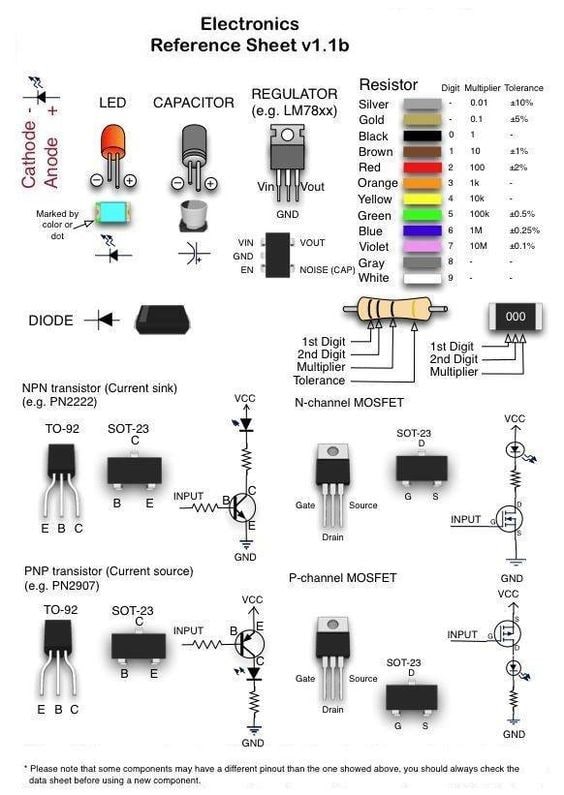 Electronics
Reference Sheet v1.1b
Cathode - Anode +
LED
- +
Marked by
color or
dot
CAPACITOR
- +
+
REGULATOR
(e.g. LM78xx)
Vin Vout
GND
VIN VOUT
GND
EN NOISE (CAP)
Resistor Digit Multiplier Tolerance
Silver - 0.01 ±10%
Gold - 0.1 ±5%
Black 0 1 -
Brown 1 10 ±1%
Red 2 100 ±2%
Orange 3 1k -
Yellow 4 10k -
Green 5 100k ±0.5%
Blue 6 1M ±0.25%
Violet 7 10M ±0.1%
Gray 8 - -
White 9 - -
DIODE
1st Digit
2nd Digit
Multiplier
Tolerance
000
1st Digit
2nd Digit
Multiplier
NPN transistor (Current sink)
(e.g. PN2222)
TO-92
E B C
SOT-23
C
B E
VCC
INPUT
B
C
E
GND
N-channel MOSFET
Gate Source
Drain
SOT-23
D
G S
VCC
INPUT
G
D
S
GND
PNP transistor (Current source)
(e.g. PN2907)
TO-92
E B C
SOT-23
C
B E
VCC
INPUT
B
E
C
GND
P-channel MOSFET
Gate Source
Drain
SOT-23
D
G S
VCC
INPUT
G
S
D
GND
* Please note that some components may have a different pinout than the one showed above, you should always check the
data sheet before using a new component.